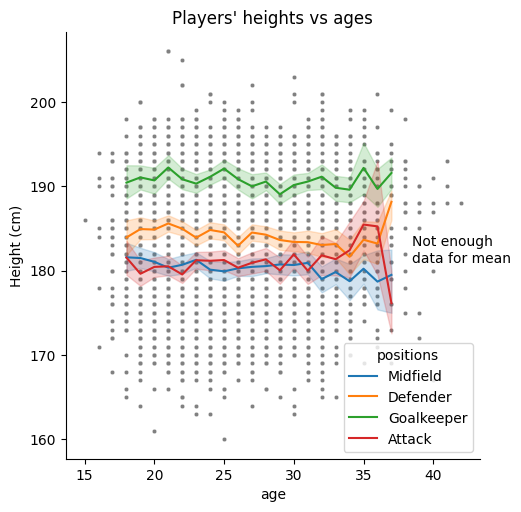 Players' heights vs ages
Height (cm)
200
190
180
170
160
Not enough
data for mean
positions
Midfield
Defender
Goalkeeper
Attack
15
20
25
30
35
40
age